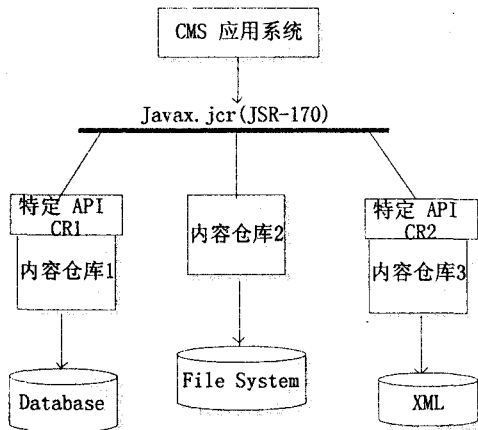 CMS 应用系统
Javax.jcr(JSR-170)
特定 API
CR1
内容仓库1
内容仓库2
特定 API
CR2
内容仓库3
Database
File System
XML